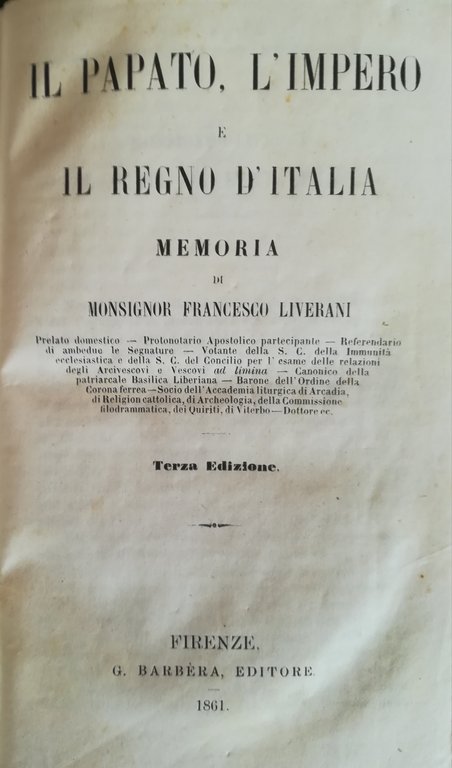 IL PAPATO, L'IMPERO
E
IL REGNO D'ITALIA
MEMORIA
DI
MONSIGNOR FRANCESCO LIVERANI
Prelato domestico — Protonotario Apostolico partecipante — Referendario
di ambedue le Segnature — Votante della S. C. della Immunità
ecclesiastica e della S. C. del Concilio per l'esame delle relazioni
degli Arcivescovi e Vescovi ad limina — Canonico della
patriarcale Basilica Liberiana — Barone dell'Ordine della
Corona ferrea — Socio dell'Accademia liturgica di Arcadia,
di Religion cattolica, di Archeologia, della Commissione
filodrammatica, dei Quiriti, di Viterbo — Dottore ec.
Terza Edizione.
FIRENZE,
G. BARBÈRA, EDITORE.
1861.